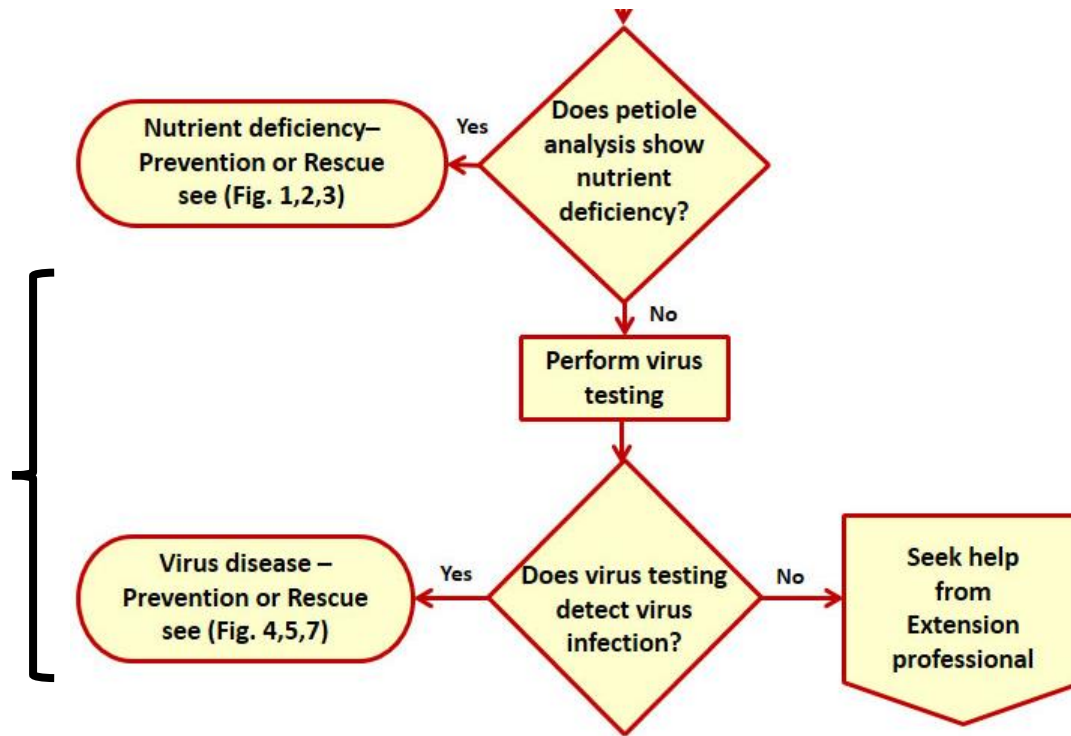 Does petiole
analysis show
nutrient
deficiency?
Yes
Nutrient deficiency–
Prevention or Rescue
see (Fig. 1,2,3)
No
Perform virus
testing
Does virus testing
detect virus
infection?
Yes
Virus disease –
Prevention or Rescue
see (Fig. 4,5,7)
No
Seek help
from
Extension
professional